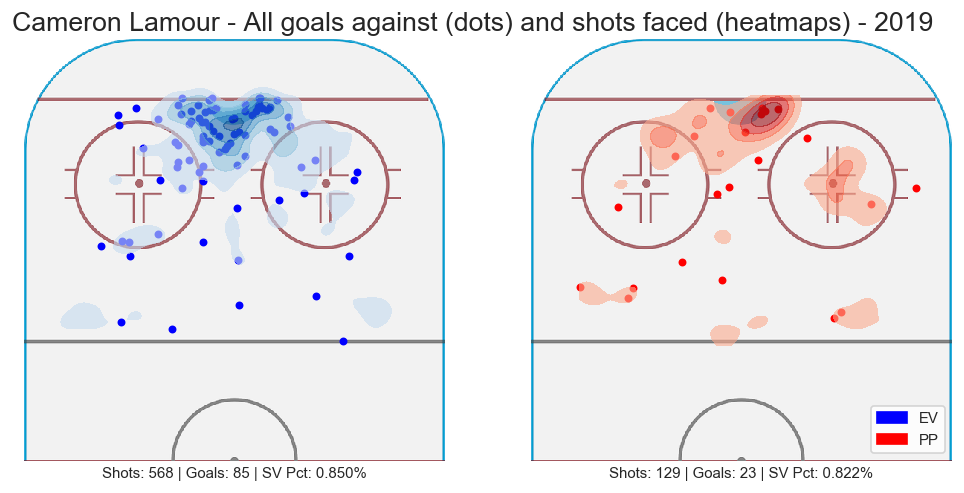 Cameron Lamour - All goals against (dots) and shots faced (heatmaps) - 2019
EV
PP
Shots: 568 | Goals: 85 | SV Pct: 0.850%
Shots: 129 | Goals: 23 | SV Pct: 0.822%